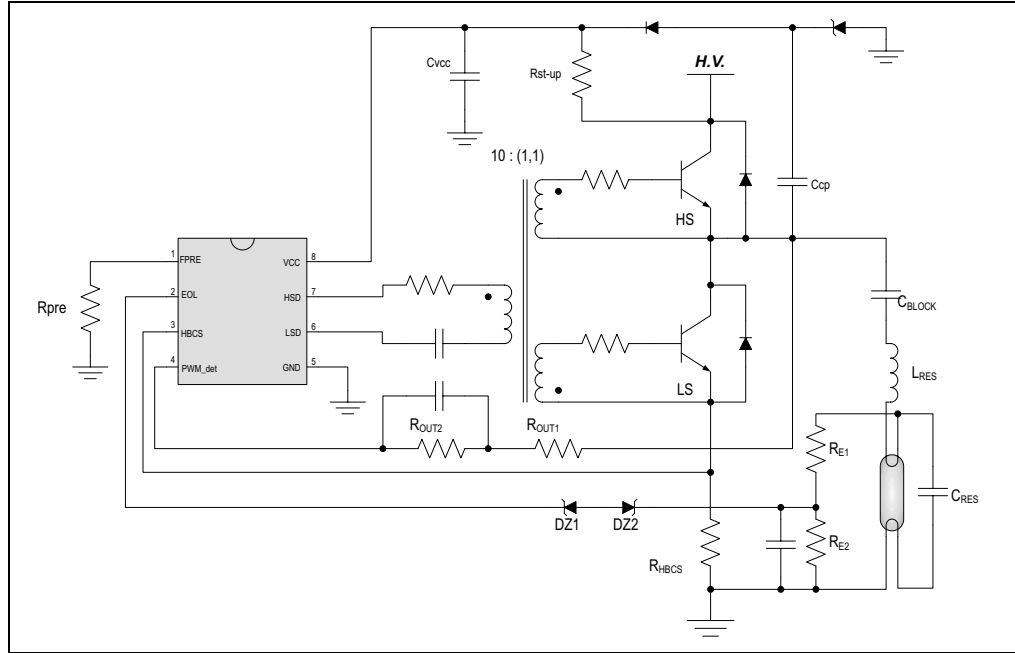 H.V.
Cvcc
Rst-up
10 : (1,1)
Ccp
HS
1
FPRE
VCC
8
2
EOL
HSD
7
3
HBCS
LSD
6
4
PWM_det
GND
5
Rpre
CBLOCK
LRES
LS
ROUT2
ROUT1
RE1
CRES
DZ1
DZ2
RE2
RHBCS